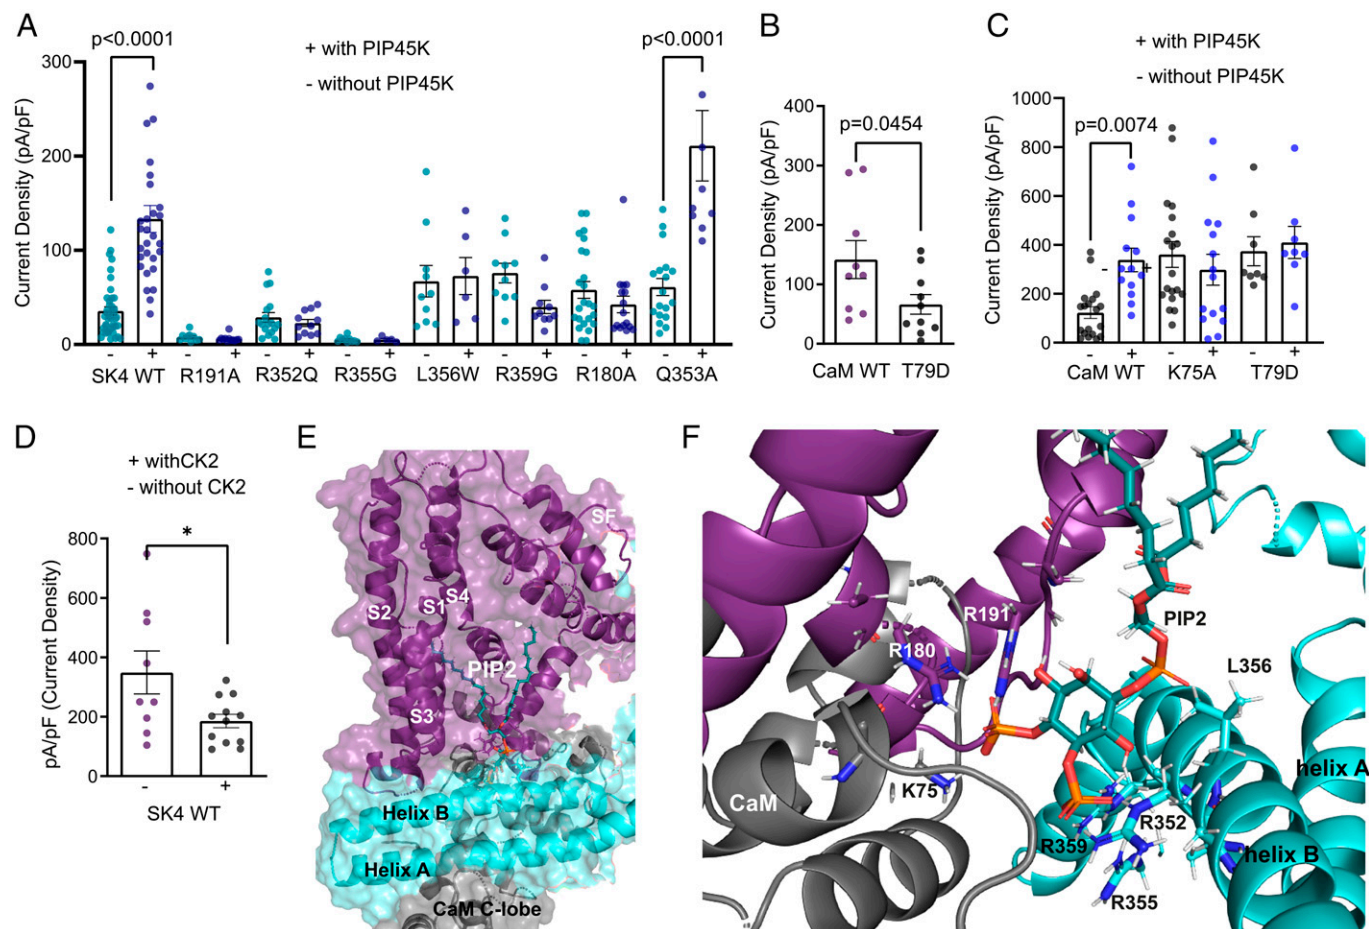 A
p<0.0001
+ with PIP45K
- without PIP45K
p<0.0001
Current Density (pA/pF)
300
200
100
0
- + - + - + - + - + - + - + - +
SK4 WT R191A R352Q R355G L356W R359G R180A Q353A
B
p=0.0454
Current Density (pA/pF)
400
300
200
100
0
CaM WT T79D
C
+ with PIP45K
- without PIP45K
p=0.0074
Current Density (pA/pF)
1000
800
600
400
200
0
- +
- + - + - +
CaM WT K75A T79D
D
+ withCK2
- without CK2
*
pA/pF (Current Density)
800
600
400
200
0
- +
SK4 WT
E
SF
S2 S1 S4
PIP2
S3
Helix B
Helix A
CaM C-lobe
F
R191
PIP2
R180
L356
CaM
K75
helix A
R359 R352
helix B
R355